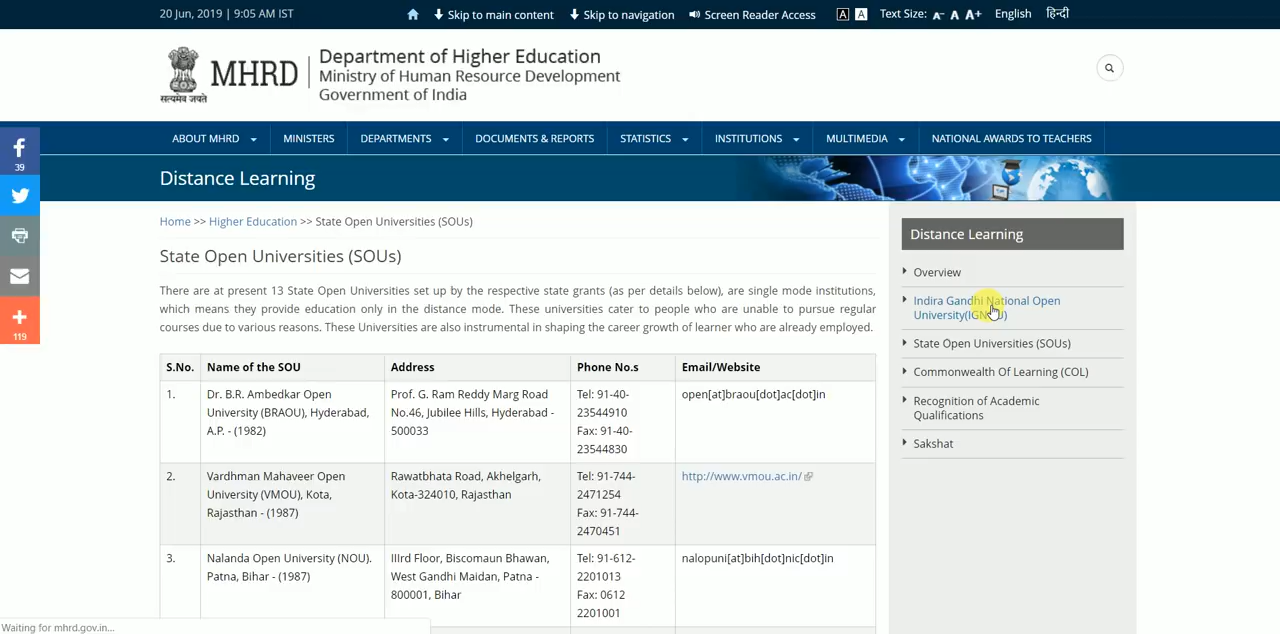 20 Jun, 2019 | 9:05 AM IST
Skip to main content
Skip to navigation
Screen Reader Access
A A
Text Size: A- A A+
English
हिन्दी
सत्यमेव जयते
MHRD
Department of Higher Education
Ministry of Human Resource Development
Government of India
ABOUT MHRD
MINISTERS
DEPARTMENTS
DOCUMENTS & REPORTS
STATISTICS
INSTITUTIONS
MULTIMEDIA
NATIONAL AWARDS TO TEACHERS
39
119
Distance Learning
Home >> Higher Education >> State Open Universities (SOUs)
State Open Universities (SOUs)
There are at present 13 State Open Universities set up by the respective state grants (as per details below), are single mode institutions,
which means they provide education only in the distance mode. These universities cater to people who are unable to pursue regular
courses due to various reasons. These Universities are also instrumental in shaping the career growth of learner who are already employed.
S.No. Name of the SOU Address Phone No.s Email/Website
1.
Dr. B.R. Ambedkar Open
University (BRAOU), Hyderabad,
A.P. - (1982)
Prof. G. Ram Reddy Marg Road
No.46, Jubilee Hills, Hyderabad -
500033
Tel: 91-40-
23544910
Fax: 91-40-
23544830
open[at]braou[dot]ac[dot]in
2.
Vardhman Mahaveer Open
University (VMOU), Kota,
Rajasthan - (1987)
Rawatbhata Road, Akhelgarh,
Kota-324010, Rajasthan
Tel: 91-744-
2471254
Fax: 91-744-
2470451
http://www.vmou.ac.in/
3.
Nalanda Open University (NOU).
Patna, Bihar - (1987)
IIIrd Floor, Biscomaun Bhawan,
West Gandhi Maidan, Patna -
800001, Bihar
Tel: 91-612-
2201013
Fax: 0612
2201001
nalopuni[at]bih[dot]nic[dot]in
Distance Learning
Overview
Indira Gandhi National Open
University(IGNOU)
State Open Universities (SOUs)
Commonwealth Of Learning (COL)
Recognition of Academic
Qualifications
Sakshat
Waiting for mhrd.gov.in...